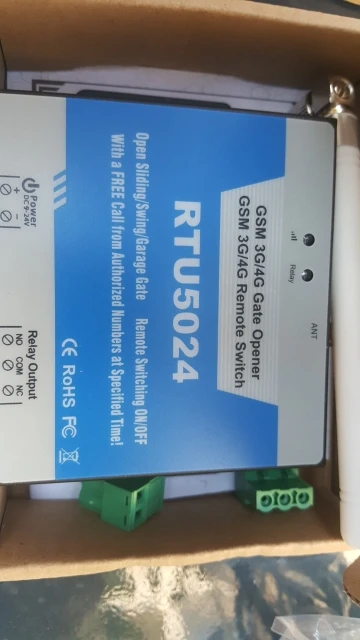 ANT
Relay
GSM 3G/4G Gate Opener
GSM 3G/4G Remote Switch
RTU5024
Open Sliding/Swing/Garage Gate Remote Switching ON/OFF
With a FREE Call from Authorized Numbers at Specified Time!
CE RoHS FC
Power
DC 9-24V
+ -
Relay Output
NO COM NC